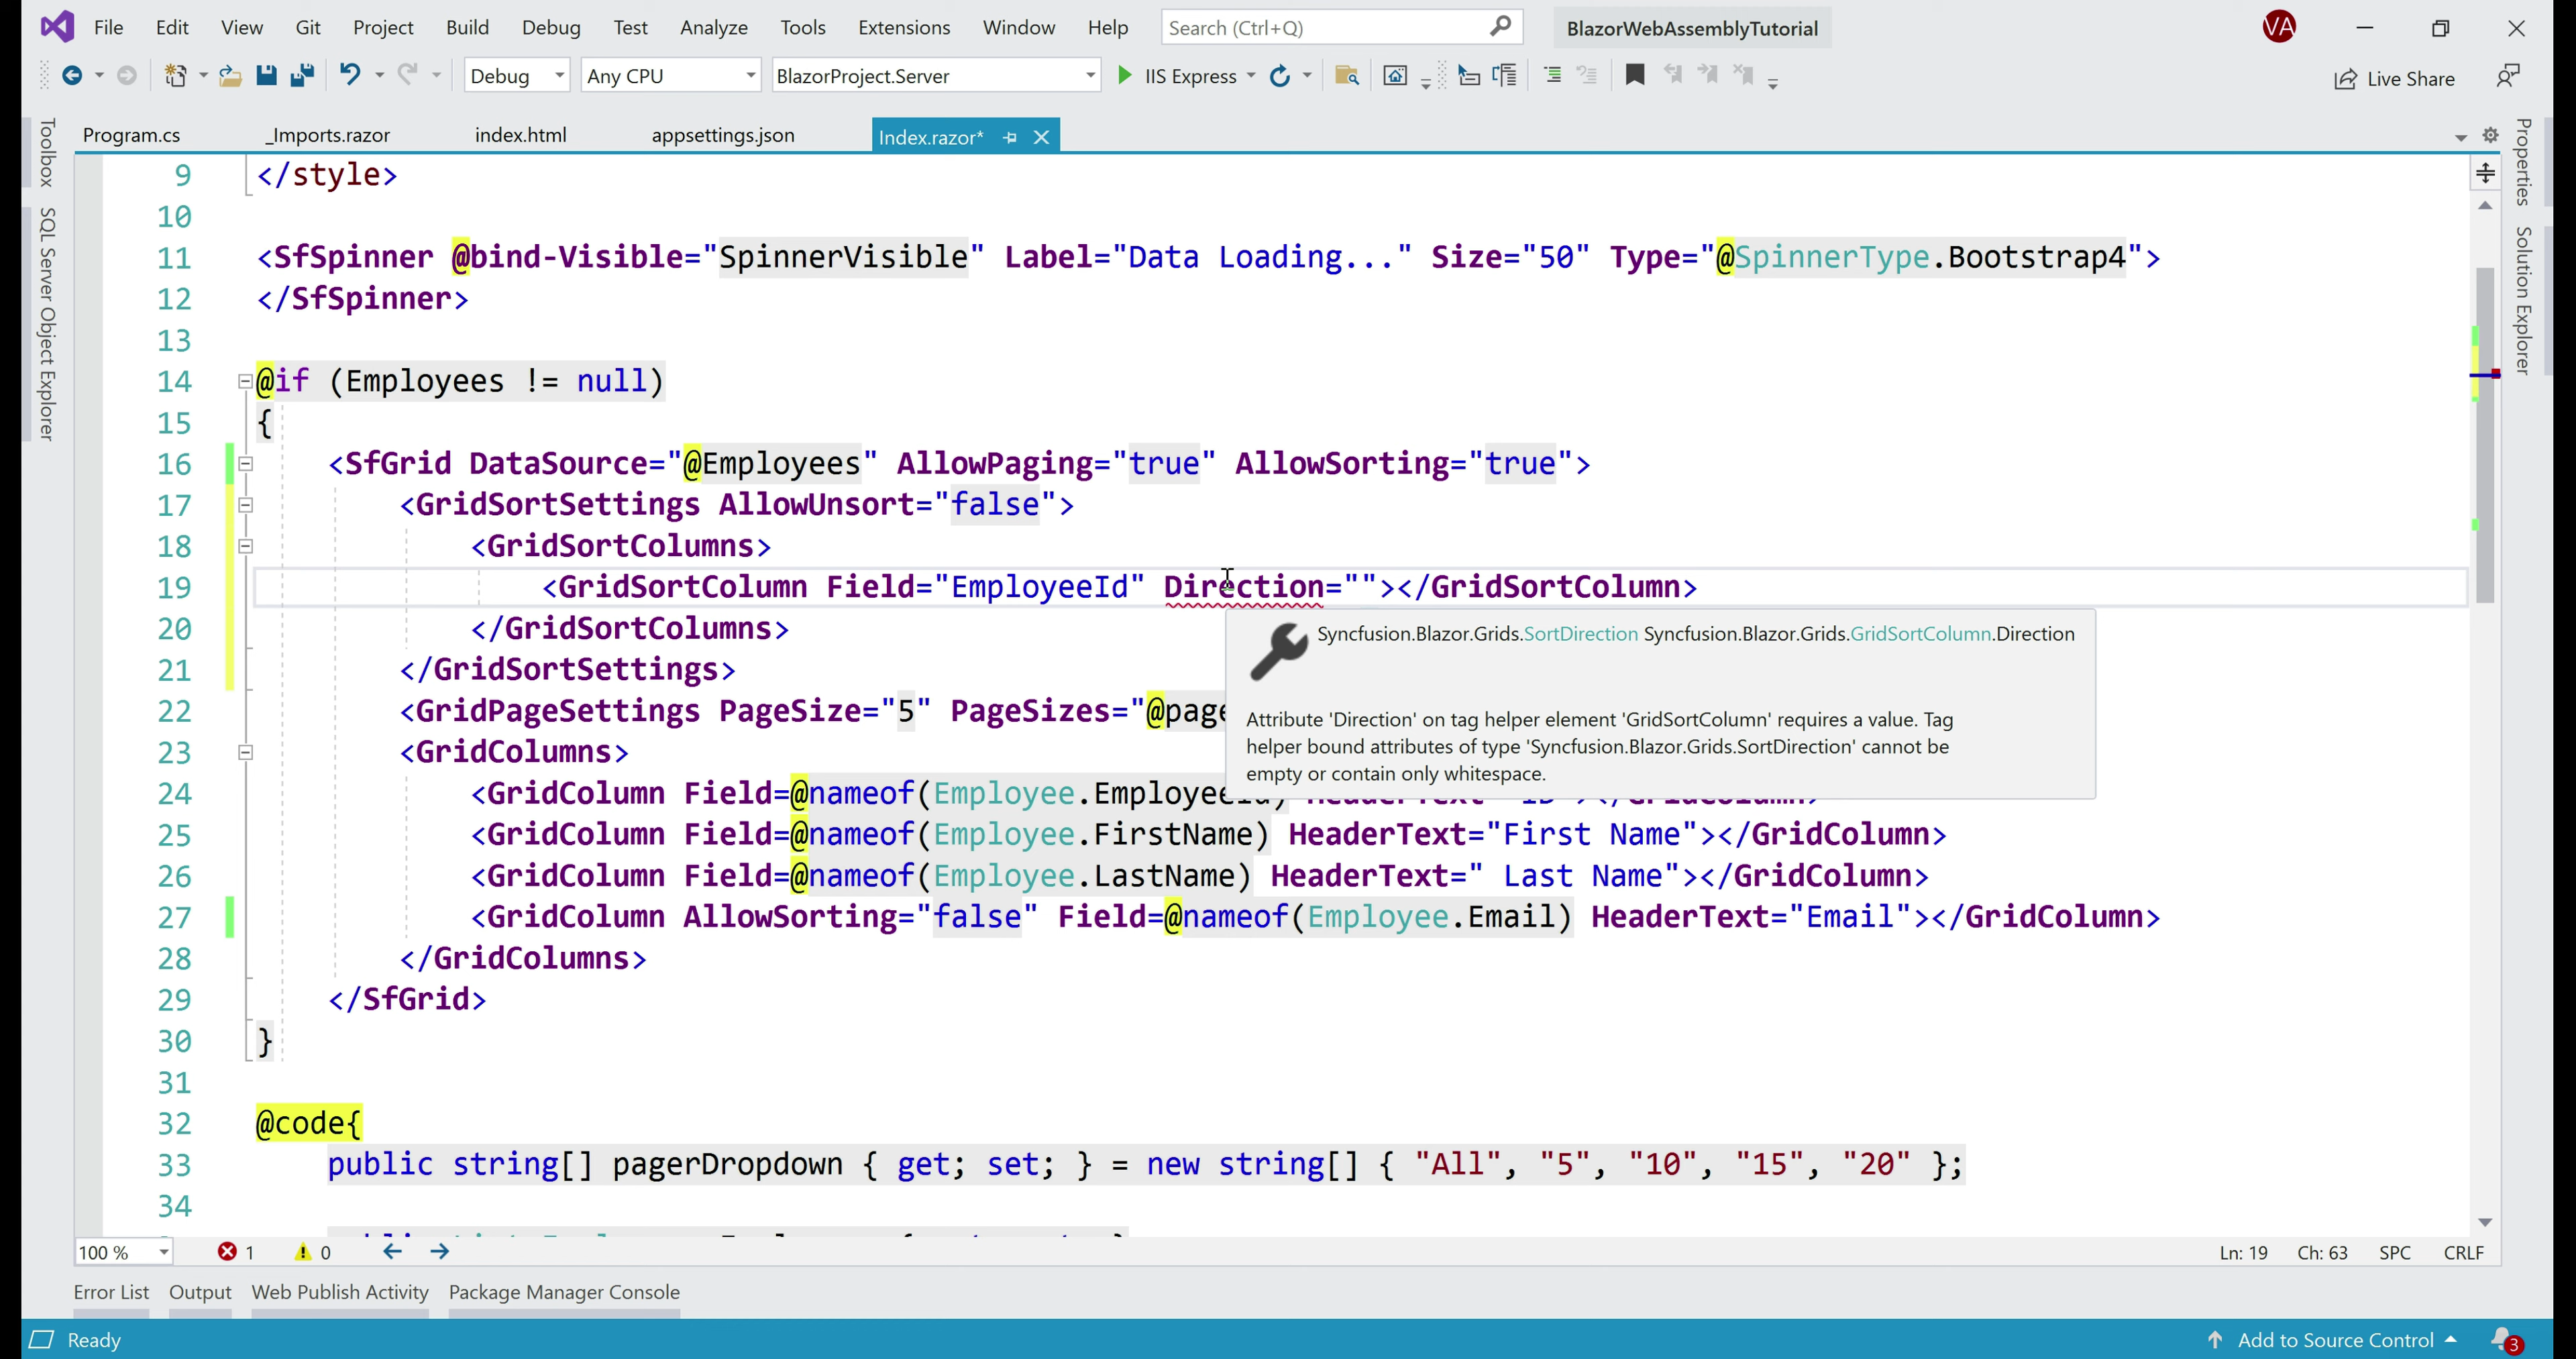 File Edit View Git Project Build Debug Test Analyze Tools Extensions Window Help Search (Ctrl+Q) BlazorWebAssemblyTutorial VA
Debug Any CPU BlazorProject.Server IIS Express Live Share
Program.cs _Imports.razor index.html appsettings.json Index.razor*
Toolbox
SQL Server Object Explorer
Properties
Solution Explorer
9 </style>
10
11 <SfSpinner @bind-Visible="SpinnerVisible" Label="Data Loading..." Size="50" Type="@SpinnerType.Bootstrap4">
12 </SfSpinner>
13
14 @if (Employees != null)
15 {
16 <SfGrid DataSource="@Employees" AllowPaging="true" AllowSorting="true">
17 <GridSortSettings AllowUnsort="false">
18 <GridSortColumns>
19 <GridSortColumn Field="EmployeeId" Direction=""></GridSortColumn>
20 </GridSortColumns>
Syncfusion.Blazor.Grids.SortDirection Syncfusion.Blazor.Grids.GridSortColumn.Direction
Attribute 'Direction' on tag helper element 'GridSortColumn' requires a value. Tag
helper bound attributes of type 'Syncfusion.Blazor.Grids.SortDirection' cannot be
empty or contain only whitespace.
21 </GridSortSettings>
22 <GridPageSettings PageSize="5" PageSizes="@page
23 <GridColumns>
24 <GridColumn Field=@nameof(Employee.EmployeeId)
25 <GridColumn Field=@nameof(Employee.FirstName) HeaderText="First Name"></GridColumn>
26 <GridColumn Field=@nameof(Employee.LastName) HeaderText=" Last Name"></GridColumn>
27 <GridColumn AllowSorting="false" Field=@nameof(Employee.Email) HeaderText="Email"></GridColumn>
28 </GridColumns>
29 </SfGrid>
30 }
31
32 @code{
33 public string[] pagerDropdown { get; set; } = new string[] { "All", "5", "10", "15", "20" };
34
100 % 1 0 Ln: 19 Ch: 63 SPC CRLF
Error List Output Web Publish Activity Package Manager Console
Ready Add to Source Control 3